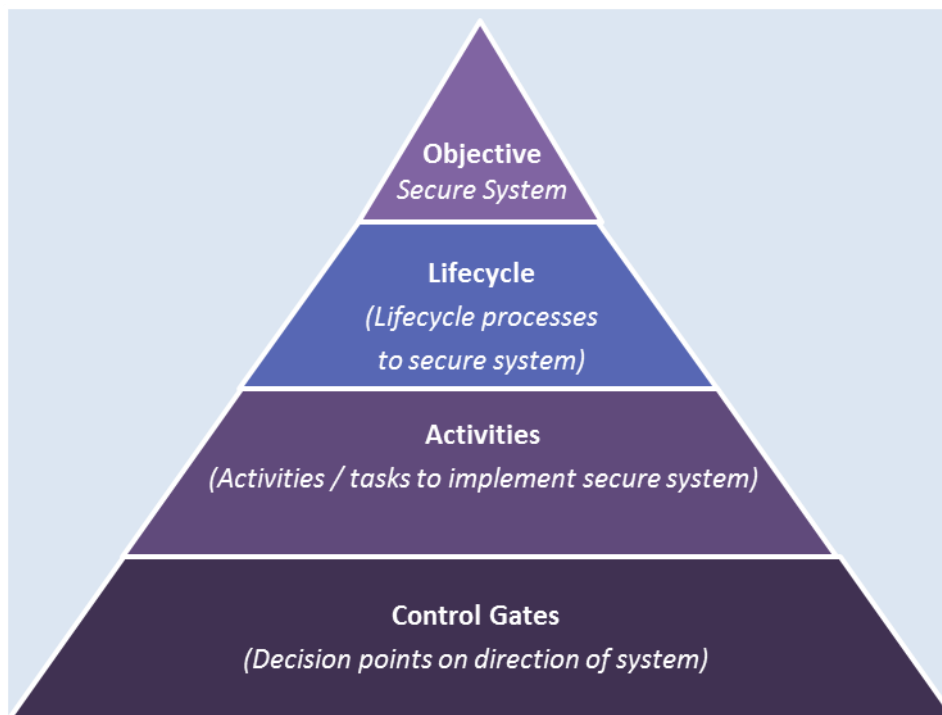 Objective
Secure System
Lifecycle
(Lifecycle processes
to secure system)
Activities
(Activities / tasks to implement secure system)
Control Gates
(Decision points on direction of system)